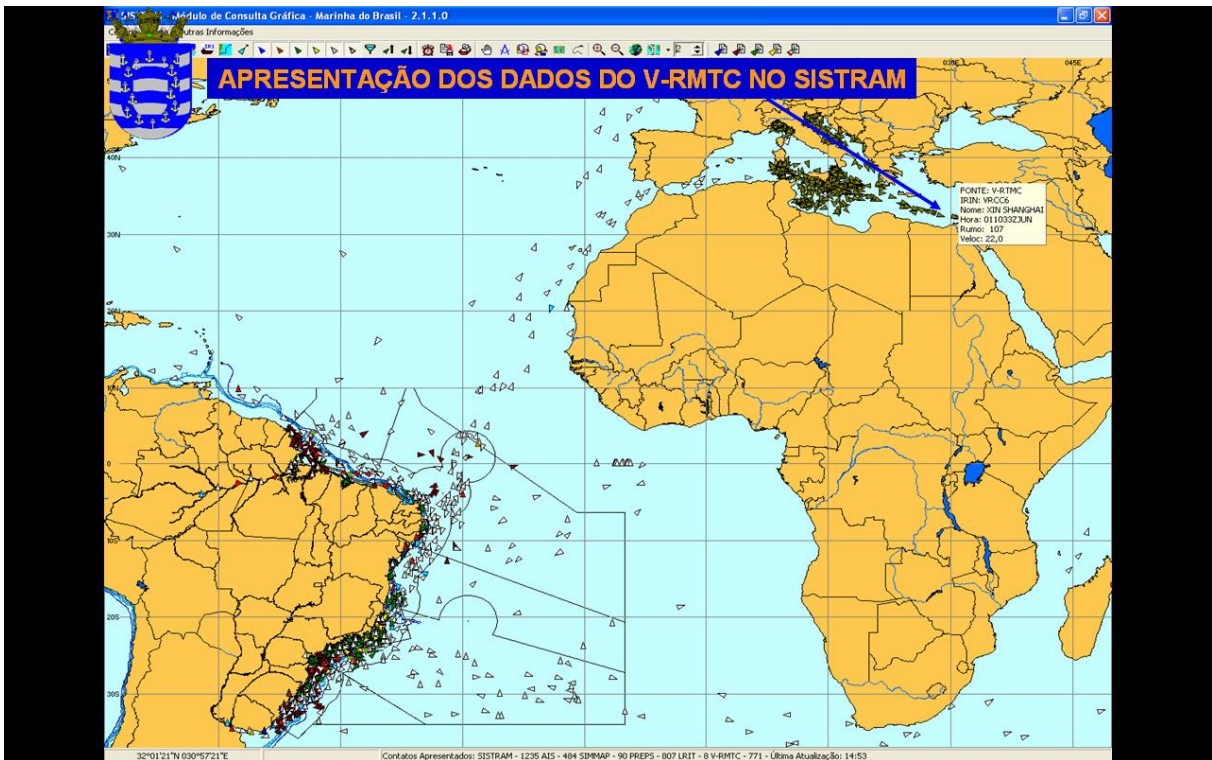 Módulo de Consulta Gráfica - Marinha do Brasil - 2.1.1.0
Outras Informações
APRESENTAÇÃO DOS DADOS DO V-RMTC NO SISTRAM
045E
40N
FONTE: V-RTMC
IRIN: VRCC6
Nome: XIN SHANGHAI
Hora: 011033ZJUN
Rumo: 107
Veloc: 22,0
30N
20N
10N
0
10S
20S
30S
32°01'21"N 030°57'21"E
Contatos Apresentados: SISTRAM - 1235 AIS - 484 SIMMAP - 90 PREPS - 807 LRIT - 8 V-RMTC - 771 - Última Atualização: 14:53